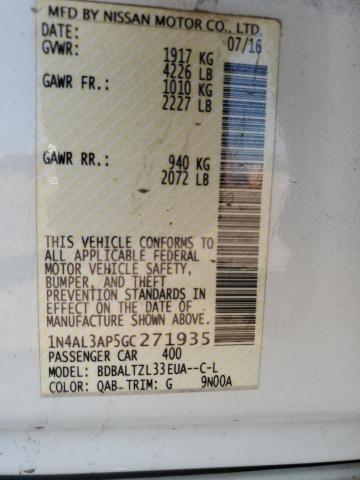 MFD BY NISSAN MOTOR CO., LTD.
DATE: 07/16
GVWR: 1917 KG
4226 LB
GAWR FR.: 1010 KG
2227 LB
GAWR RR.: 940 KG
2072 LB
THIS VEHICLE CONFORMS TO
ALL APPLICABLE FEDERAL
MOTOR VEHICLE SAFETY,
BUMPER, AND THEFT
PREVENTION STANDARDS IN
EFFECT ON THE DATE OF
MANUFACTURE SHOWN ABOVE.
1N4AL3AP5GC271935
PASSENGER CAR 400
MODEL: BDBALTZL33EUA--C-L
COLOR: QAB TRIM: G 9N00A